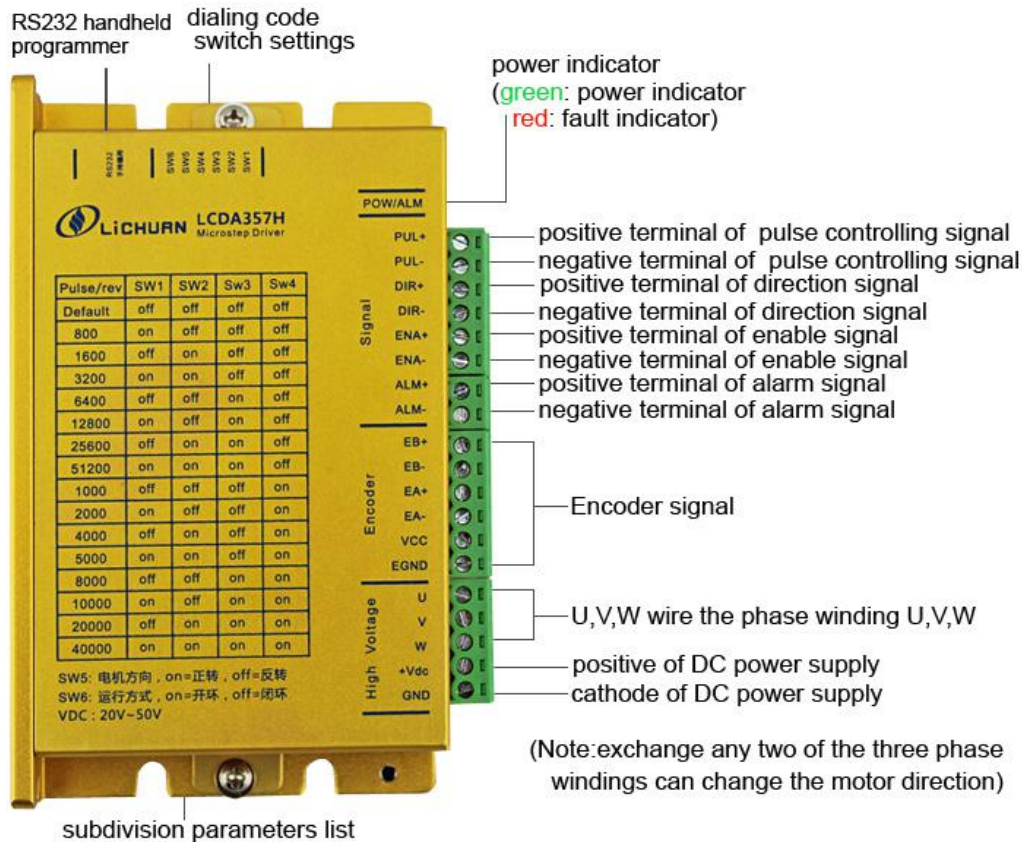 RS232 handheld
programmer
dialing code
switch settings
power indicator
(green: power indicator
red: fault indicator)
RS232
SW6
SW5
SW4
SW3
SW2
SW1
POW/ALM
LiCHUAN LCDA357H
Microstep Driver
Pulse/rev SW1 SW2 Sw3 Sw4
Default off off off off
800 on off off off
1600 off on off off
3200 on on off off
6400 off off on off
12800 on off on off
25600 off on on off
51200 on on on off
1000 off off off on
2000 on off off on
4000 off on off on
5000 on on off on
8000 off off on on
10000 on off on on
20000 off on on on
40000 on on on on
SW5: 电机方向，on=正转，off=反转
SW6: 运行方式，on=开环，off=闭环
VDC：20V~50V
Signal
PUL+ positive terminal of pulse controlling signal
PUL- negative terminal of pulse controlling signal
DIR+ positive terminal of direction signal
DIR- negative terminal of direction signal
ENA+ positive terminal of enable signal
ENA- negative terminal of enable signal
ALM+ positive terminal of alarm signal
ALM- negative terminal of alarm signal
Encoder
EB+
EB-
EA+
EA-
VCC
EGND
Encoder signal
High Voltage
U
V
W
U,V,W wire the phase winding U,V,W
+Vdc positive of DC power supply
GND cathode of DC power supply
(Note:exchange any two of the three phase
windings can change the motor direction)
subdivision parameters list